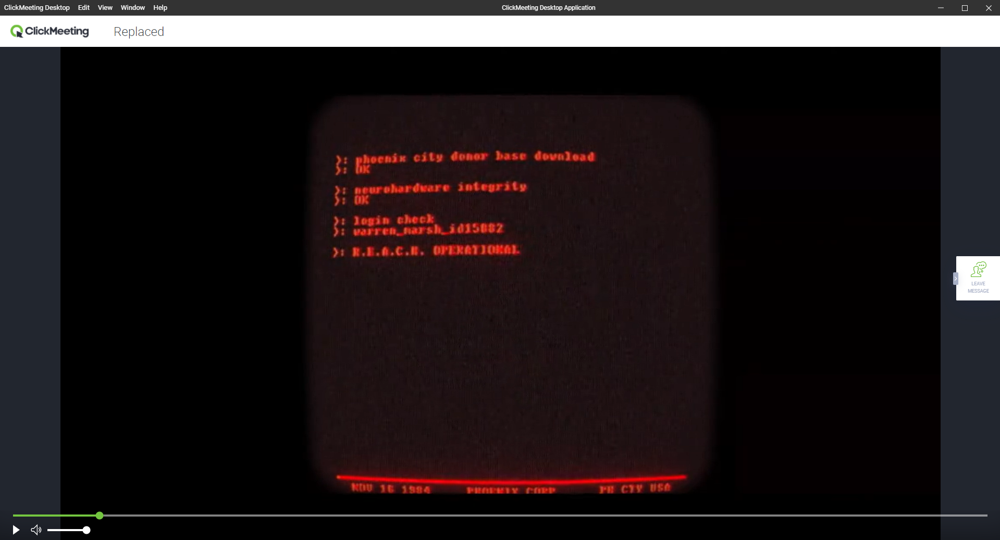 ClickMeeting Desktop Edit View Window Help ClickMeeting Desktop Application
ClickMeeting Replaced
>: phoenix city donor base download
>: OK
>: neurohardware integrity
>: OK
>: login check
>: warren_marsh_id15882
>: R.E.A.C.H. OPERATIONAL
LEAVE
MESSAGE
NOV 16 1984 PHOENIX CORP PH CTY USA